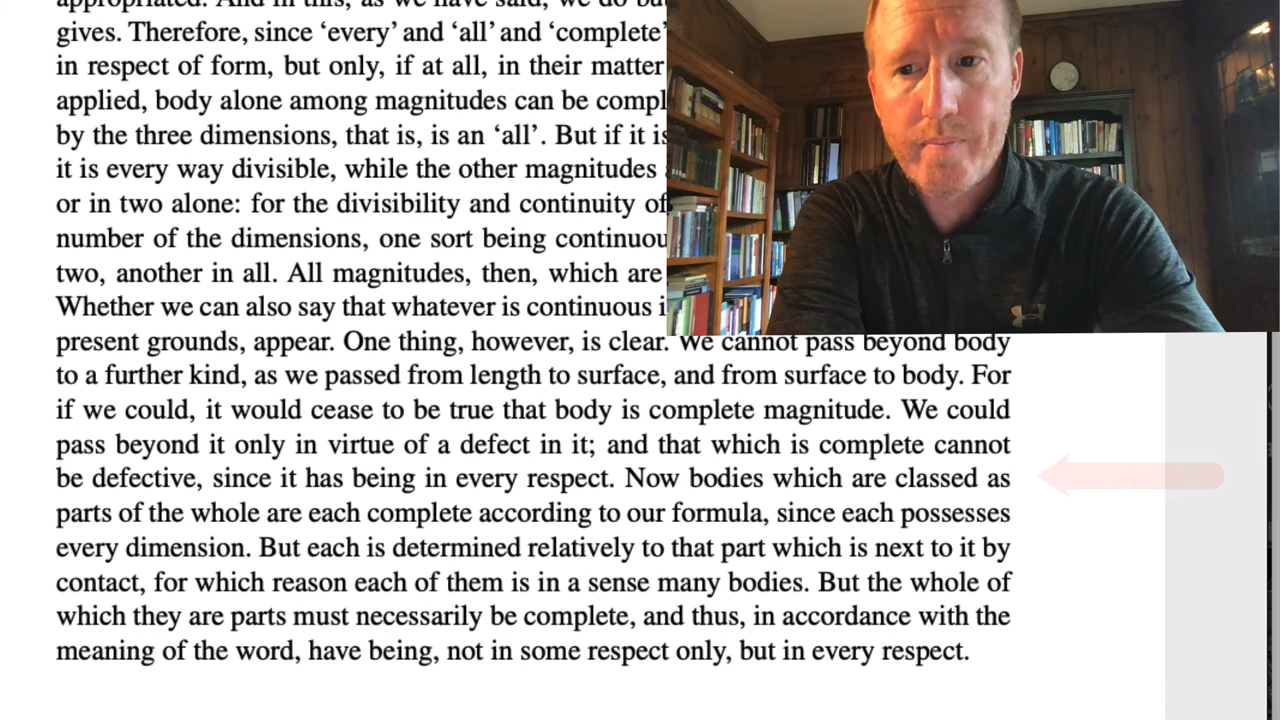 appropriated. And in this, as we have said, we do but
gives. Therefore, since ‘every’ and ‘all’ and ‘complete’
in respect of form, but only, if at all, in their matter
applied, body alone among magnitudes can be compl
by the three dimensions, that is, is an ‘all’. But if it is
it is every way divisible, while the other magnitudes
or in two alone: for the divisibility and continuity of
number of the dimensions, one sort being continuou
two, another in all. All magnitudes, then, which are
Whether we can also say that whatever is continuous i
present grounds, appear. One thing, however, is clear. We cannot pass beyond body
to a further kind, as we passed from length to surface, and from surface to body. For
if we could, it would cease to be true that body is complete magnitude. We could
pass beyond it only in virtue of a defect in it; and that which is complete cannot
be defective, since it has being in every respect. Now bodies which are classed as
parts of the whole are each complete according to our formula, since each possesses
every dimension. But each is determined relatively to that part which is next to it by
contact, for which reason each of them is in a sense many bodies. But the whole of
which they are parts must necessarily be complete, and thus, in accordance with the
meaning of the word, have being, not in some respect only, but in every respect.